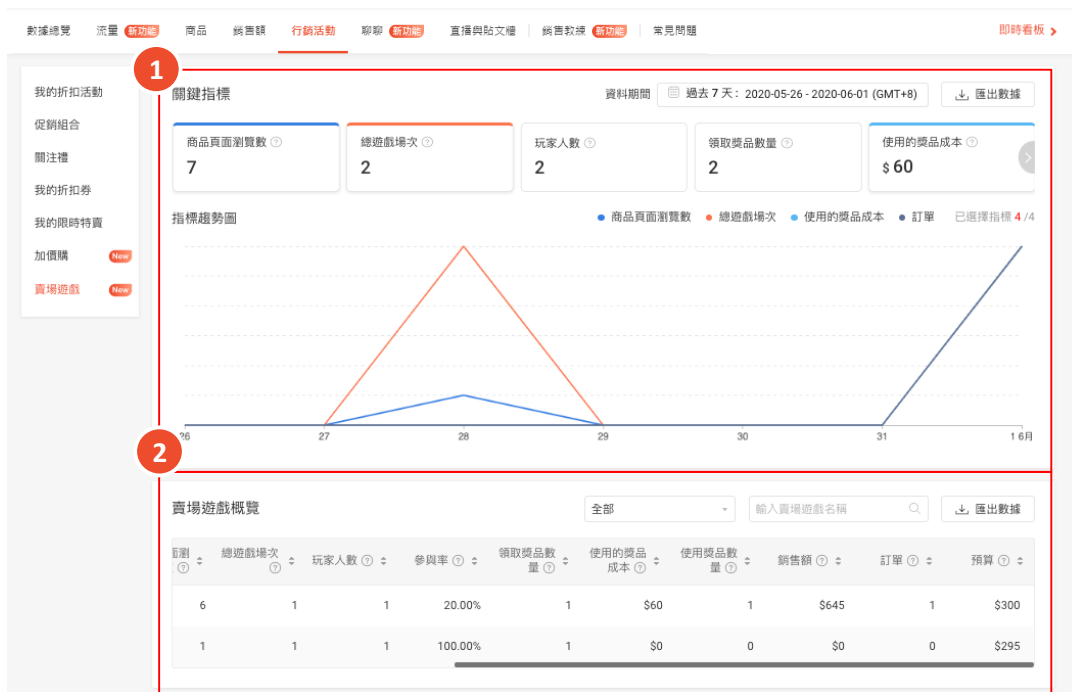 數據總覽 流量 新功能 商品 銷售額 行銷活動 聊聊 新功能 直播與貼文牆 銷售教練 新功能 常見問題 即時看板
1
我的折扣活動
促銷組合
關注禮
我的折扣券
我的限時特賣
加價購 New
賣場遊戲 New
關鍵指標 資料期間 過去 7 天： 2020-05-26 - 2020-06-01 (GMT+8) 匯出數據
商品頁面瀏覽數 總遊戲場次 玩家人數 領取獎品數量 使用的獎品成本
7 2 2 2 $ 60
指標趨勢圖 商品頁面瀏覽數 總遊戲場次 使用的獎品成本 訂單 已選擇指標 4 /4
26 27 28 29 30 31 1 6月
2
賣場遊戲概覽 全部 輸入賣場遊戲名稱 匯出數據
面瀏 總遊戲場次 玩家人數 參與率 領取獎品數量 使用的獎品成本 使用獎品數量 銷售額 訂單 預算
6 1 1 20.00% 1 $60 1 $645 1 $300
1 1 1 100.00% 1 $0 0 $0 0 $295